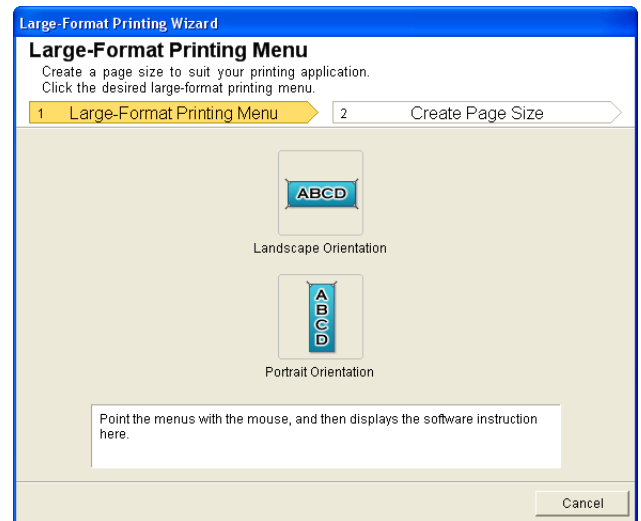 Large-Format Printing Wizard
Large-Format Printing Menu
Create a page size to suit your printing application.
Click the desired large-format printing menu.
1 Large-Format Printing Menu 2 Create Page Size
ABCD
Landscape Orientation
A
B
C
D
Portrait Orientation
Point the menus with the mouse, and then displays the software instruction
here.
Cancel